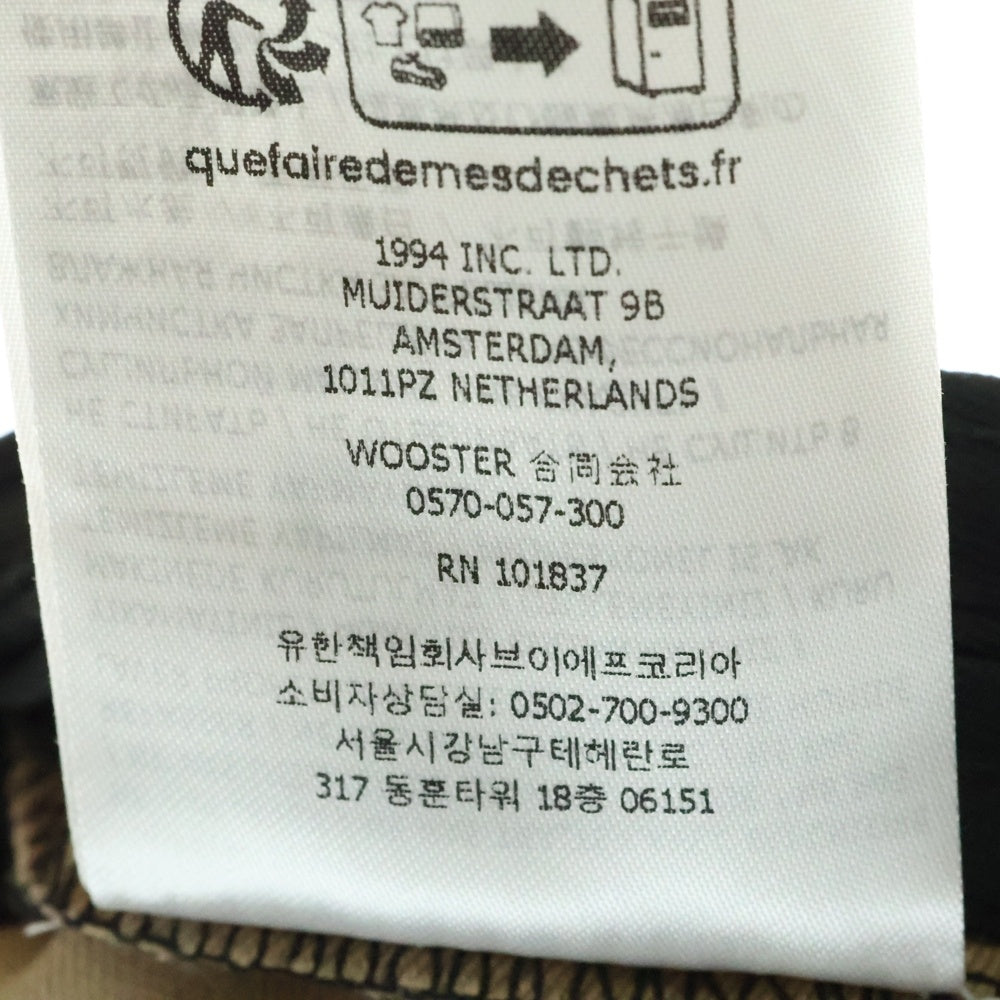 quefairedemesdechets.fr
1994 INC. LTD.
MUIDERSTRAAT 9B
AMSTERDAM,
1011PZ NETHERLANDS
WOOSTER 合同会社
0570-057-300
RN 101837
유한책임회사브이에프코리아
소비자상담실: 0502-700-9300
서울시강남구테헤란로
317 동훈타워 18층 06151